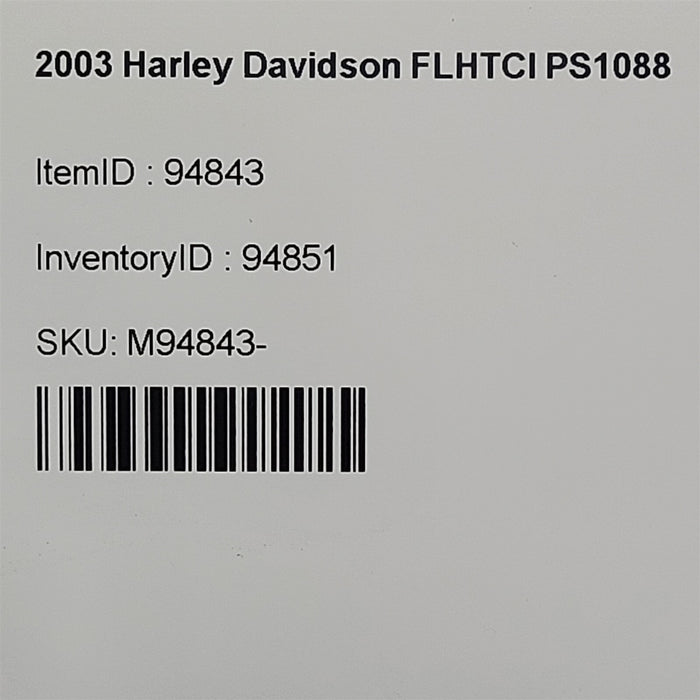 2003 Harley Davidson FLHTCI PS1088
ItemID : 94843
InventoryID : 94851
SKU: M94843-